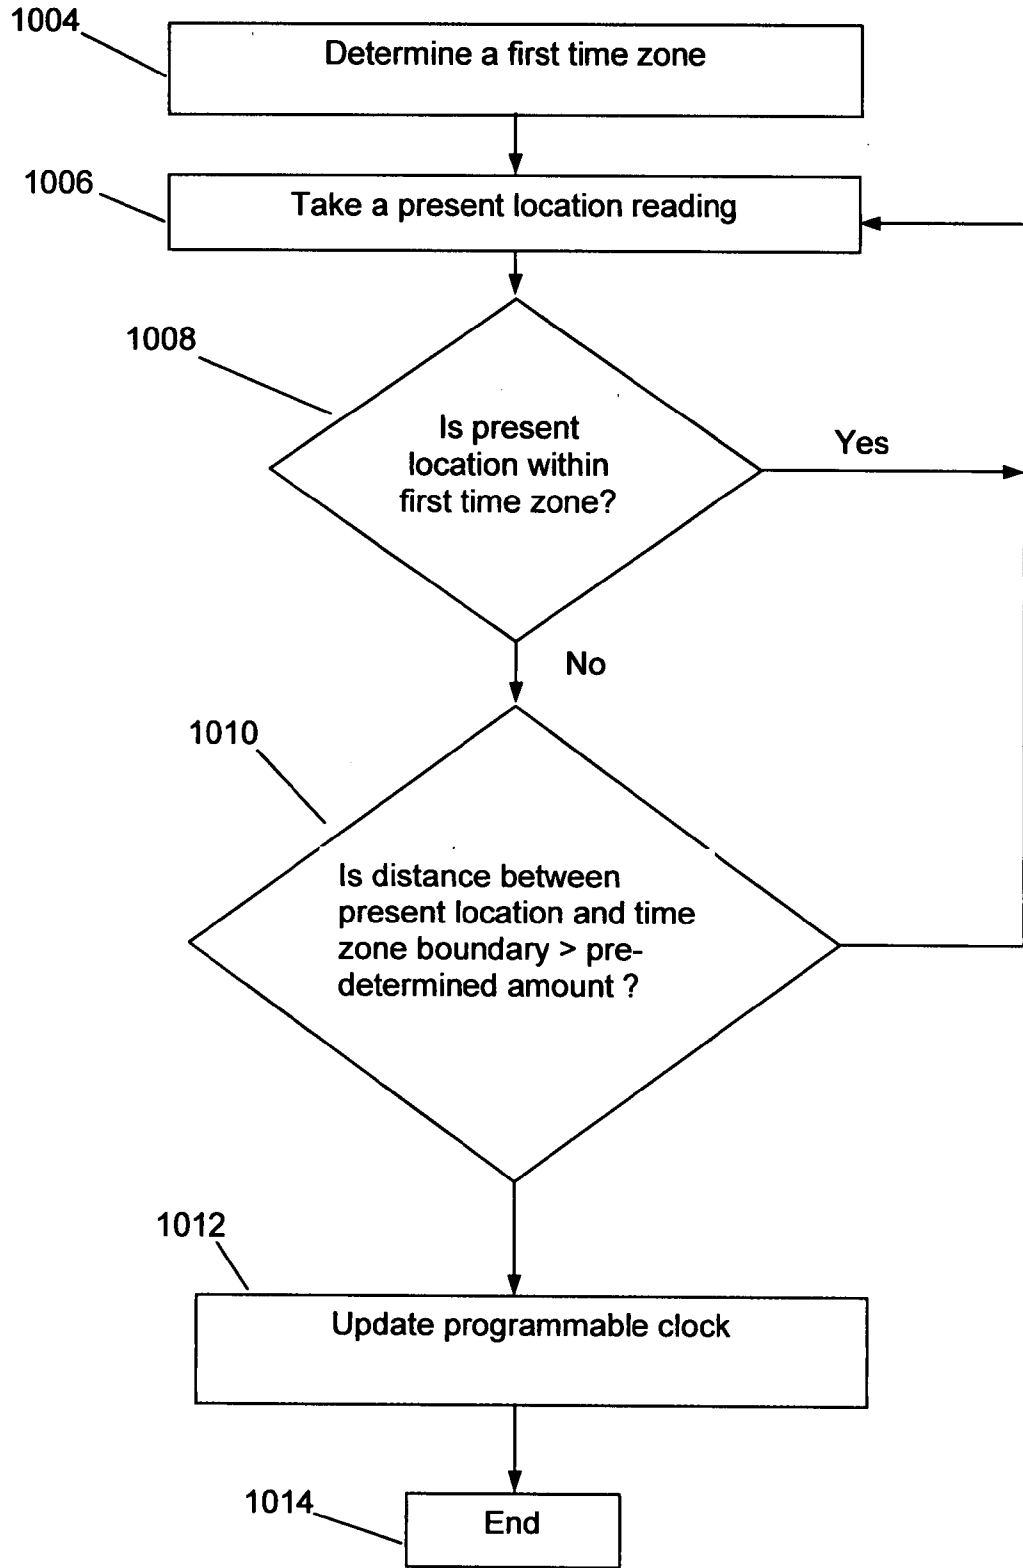 1004
Determine a first time zone
1006
Take a present location reading
1008
Is present
location within
first time zone?
Yes
No
1010
Is distance between
present location and time
zone boundary > pre-
determined amount ?
1012
Update programmable clock
1014
End